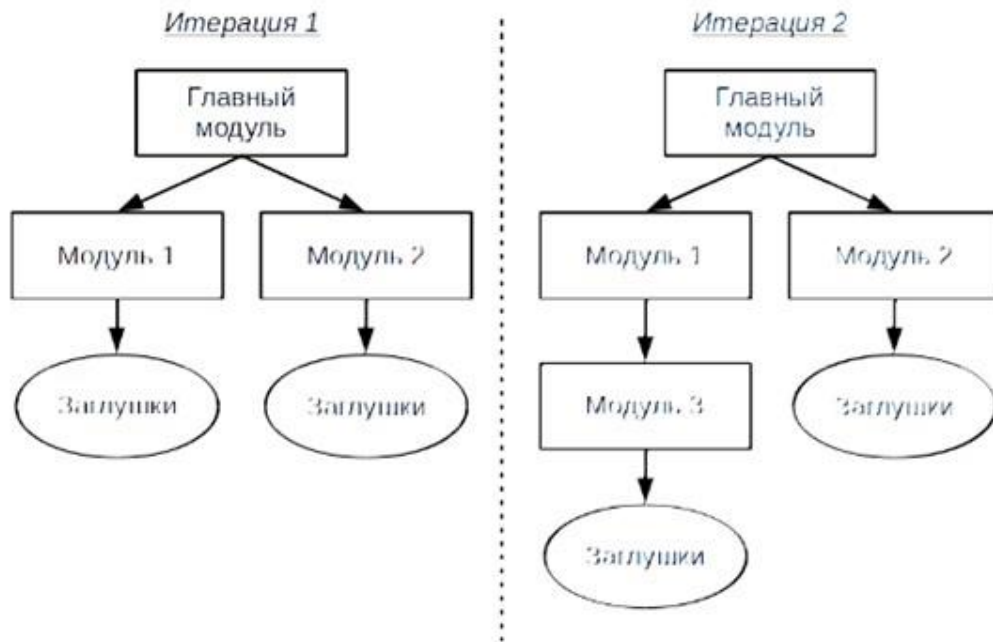 Итерация 1
Главный
модуль
Модуль 1
Модуль 2
Заглушки
Заглушки
Итерация 2
Главный
модуль
Модуль 1
Модуль 2
Модуль 3
Заглушки
Заглушки